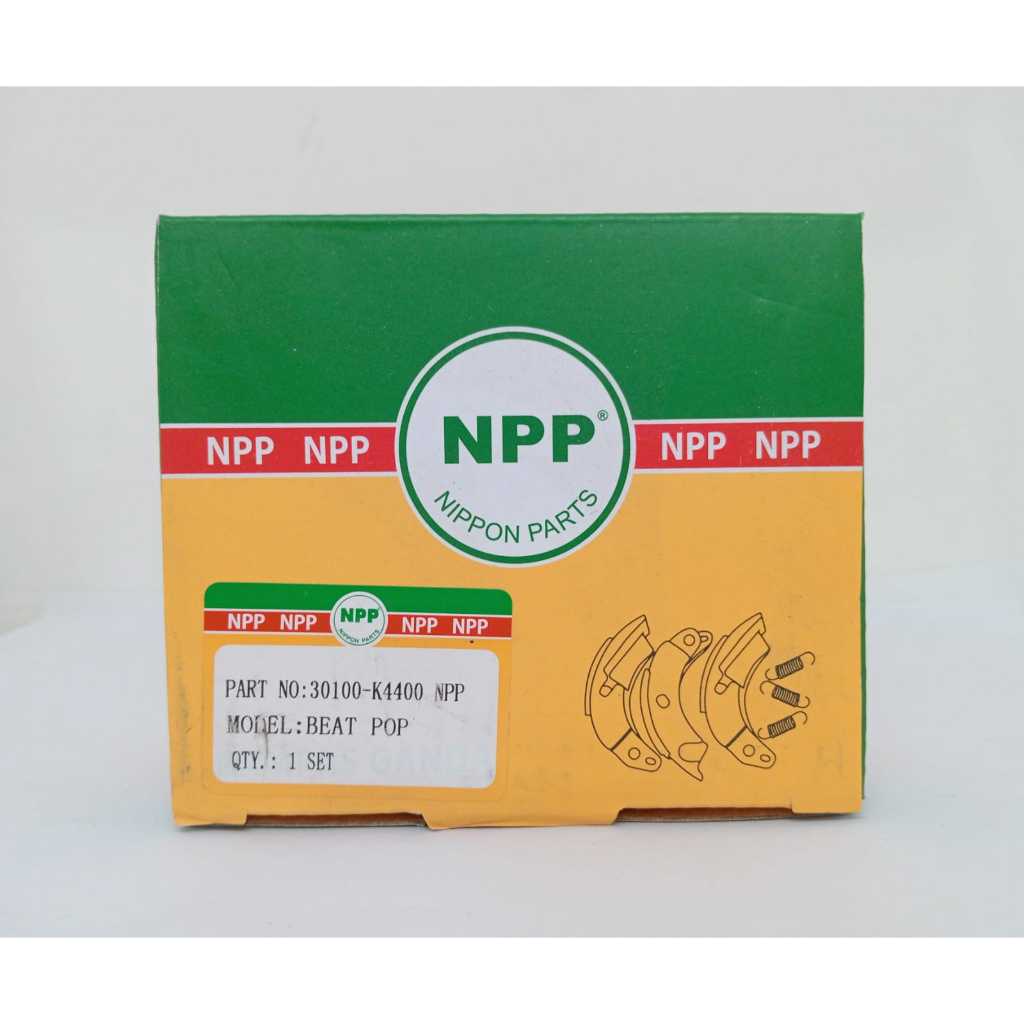 NPP NPP NPP® NPP NPP
NIPPON PARTS
NPP NPP NPP NPP NPP
NIPPON PARTS
PART NO:30100-K4400 NPP
MODEL:BEAT POP
QTY.: 1 SET
GANDA